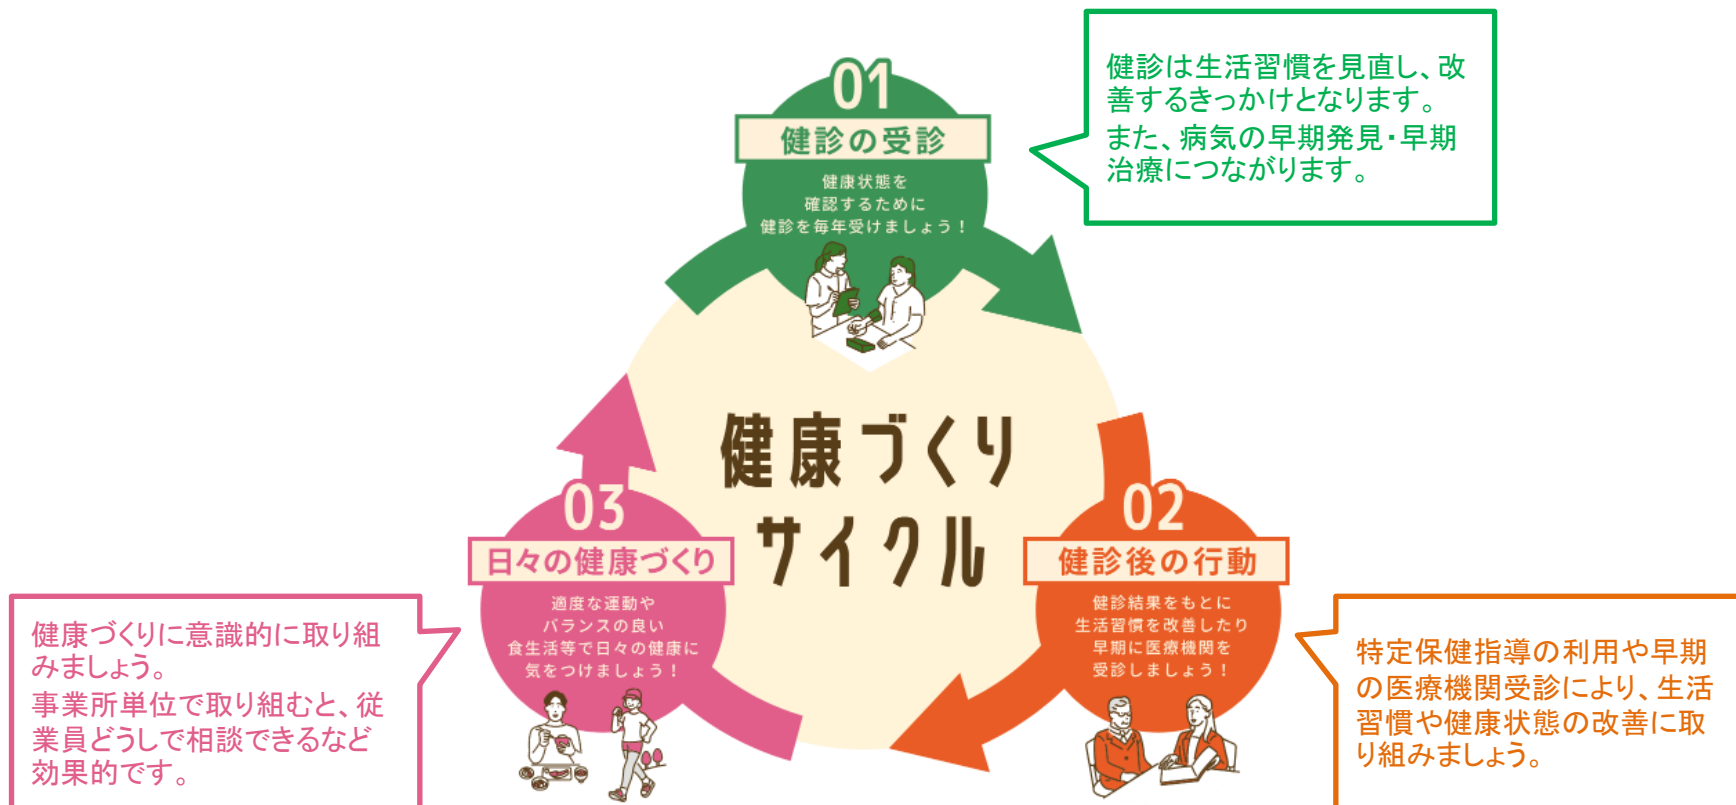 01
健診の受診
健康状態を
確認するために
健診を毎年受けましょう！
健診は生活習慣を見直し、改
善するきっかけとなります。
また、病気の早期発見・早期
治療につながります。
健康づくり
サイクル
02
健診後の行動
健診結果をもとに
生活習慣を改善したり
早期に医療機関を
受診しましょう！
特定保健指導の利用や早期
の医療機関受診により、生活
習慣や健康状態の改善に取
り組みましょう。
03
日々の健康づくり
適度な運動や
バランスの良い
食生活等で日々の健康に
気をつけましょう！
健康づくりに意識的に取り組
みましょう。
事業所単位で取り組むと、従
業員どうしで相談できるなど
効果的です。